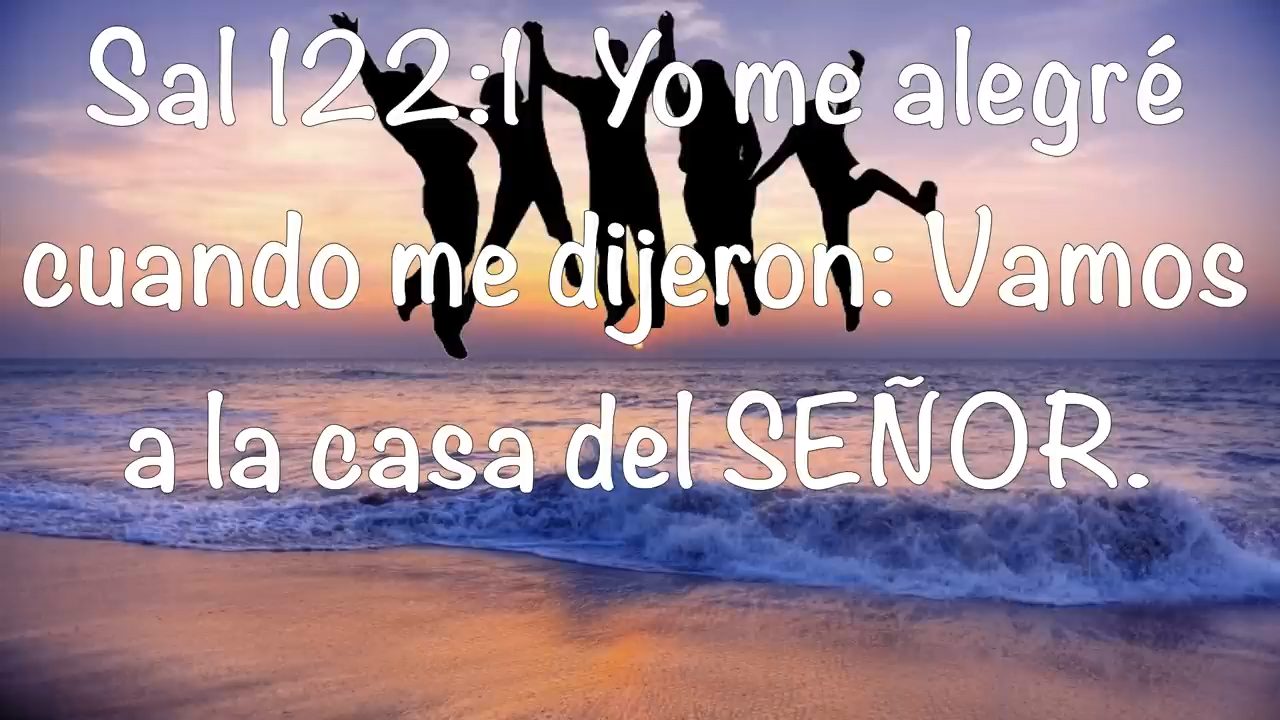 Sal 122:1 Yo me alegré
cuando me dijeron: Vamos
a la casa del SEÑOR.